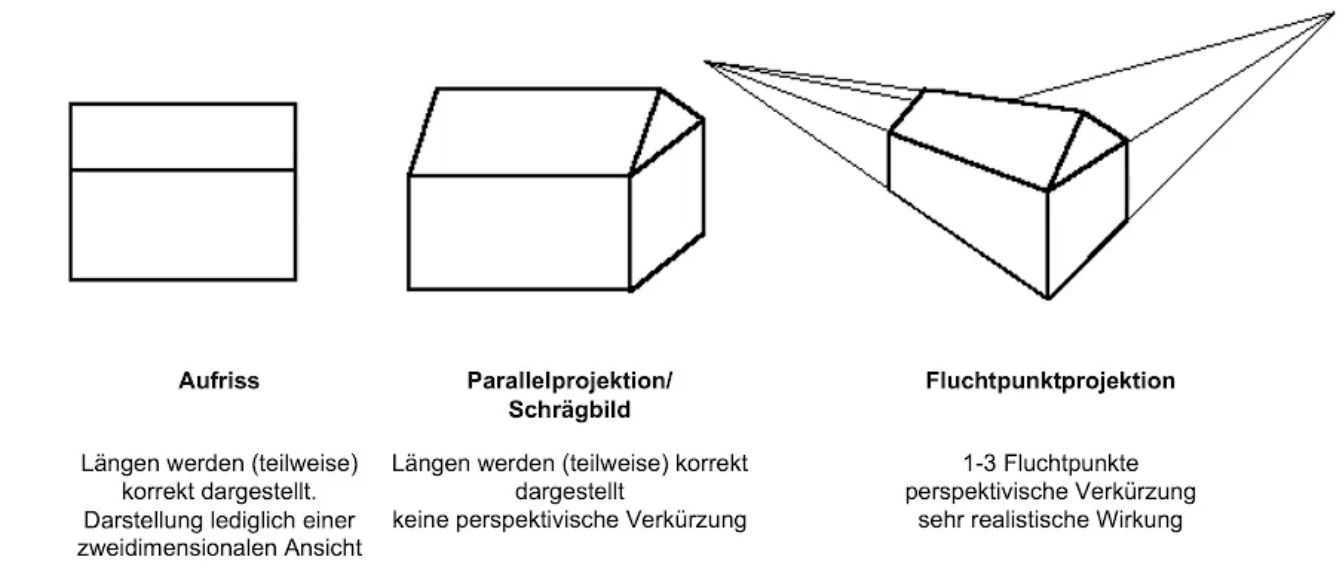 Aufriss
Längen werden (teilweise)
korrekt dargestellt.
Darstellung lediglich einer
zweidimensionalen Ansicht
Parallelprojektion/
Schrägbild
Längen werden (teilweise) korrekt
dargestellt
keine perspektivische Verkürzung
Fluchtpunktprojektion
1-3 Fluchtpunkte
perspektivische Verkürzung
sehr realistische Wirkung